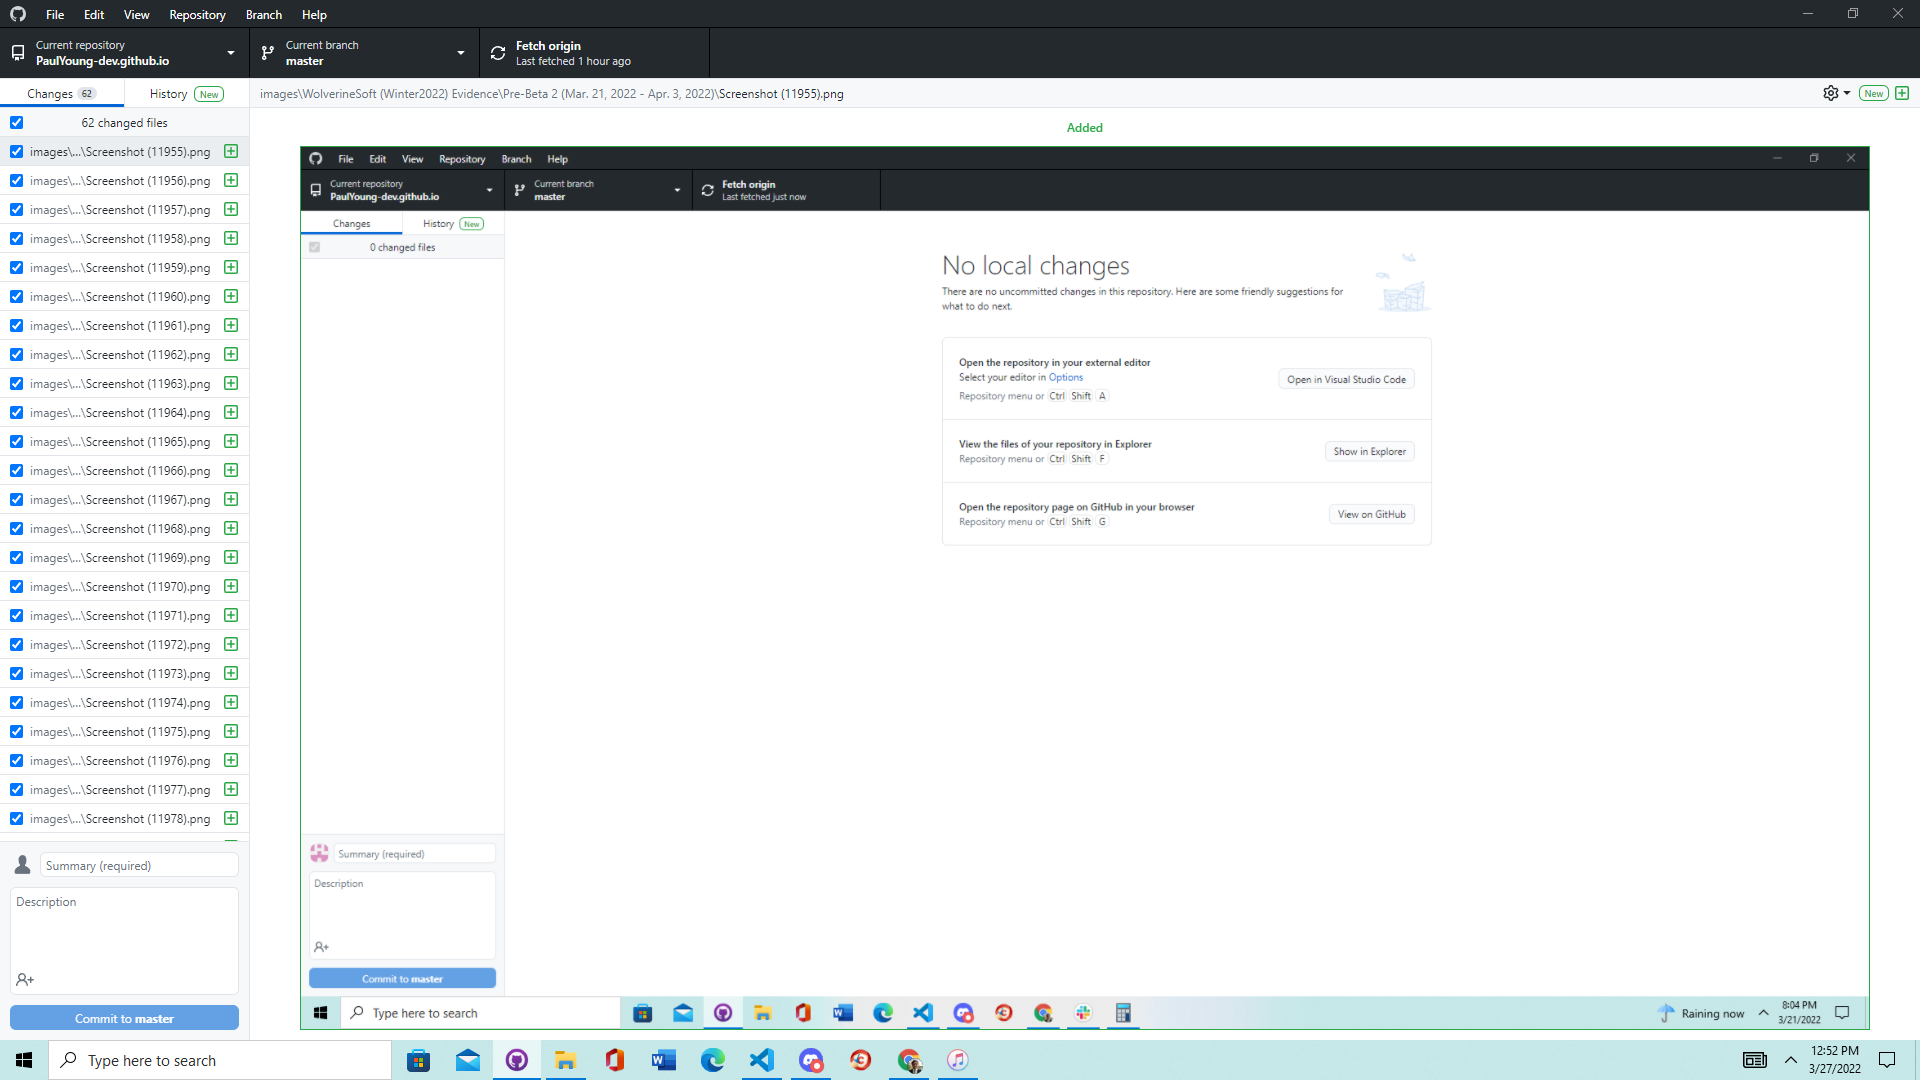 File Edit View Repository Branch Help
Current repository
PaulYoung-dev.github.io
Current branch
master
Fetch origin
Last fetched 1 hour ago
Changes 62
History New
images\WolverineSoft (Winter2022) Evidence\Pre-Beta 2 (Mar. 21, 2022 - Apr. 3, 2022)\Screenshot (11955).png
New
62 changed files
Added
images\...\Screenshot (11955).png
images\...\Screenshot (11956).png
images\...\Screenshot (11957).png
images\...\Screenshot (11958).png
images\...\Screenshot (11959).png
images\...\Screenshot (11960).png
images\...\Screenshot (11961).png
images\...\Screenshot (11962).png
images\...\Screenshot (11963).png
images\...\Screenshot (11964).png
images\...\Screenshot (11965).png
images\...\Screenshot (11966).png
images\...\Screenshot (11967).png
images\...\Screenshot (11968).png
images\...\Screenshot (11969).png
images\...\Screenshot (11970).png
images\...\Screenshot (11971).png
images\...\Screenshot (11972).png
images\...\Screenshot (11973).png
images\...\Screenshot (11974).png
images\...\Screenshot (11975).png
images\...\Screenshot (11976).png
images\...\Screenshot (11977).png
images\...\Screenshot (11978).png
Summary (required)
Description
Commit to master
File Edit View Repository Branch Help
Current repository
PaulYoung-dev.github.io
Current branch
master
Fetch origin
Last fetched just now
Changes
History New
0 changed files
No local changes
There are no uncommitted changes in this repository. Here are some friendly suggestions for
what to do next.
Open the repository in your external editor
Select your editor in Options
Repository menu or Ctrl Shift A
Open in Visual Studio Code
View the files of your repository in Explorer
Repository menu or Ctrl Shift F
Show in Explorer
Open the repository page on GitHub in your browser
Repository menu or Ctrl Shift G
View on GitHub
Summary (required)
Description
Commit to master
Type here to search
Raining now
8:04 PM
3/21/2022
Type here to search
12:52 PM
3/27/2022